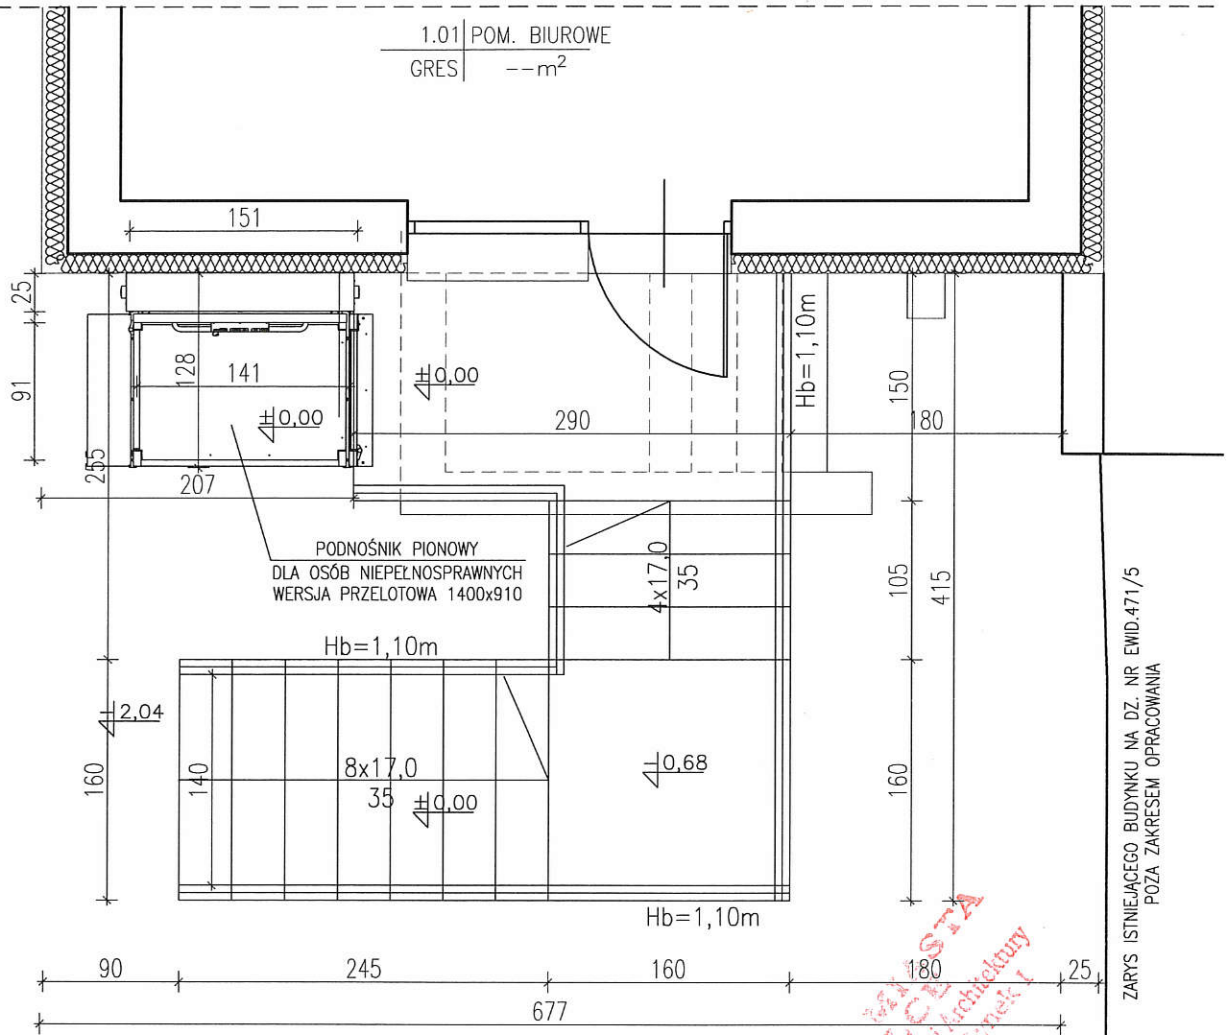 1.01 POM. BIUROWE
GRES --m²
151
25
91
128
141
±0,00
±0,00
290
Hb=1,10m
150
180
255
207
PODNOŚNIK PIONOWY
DLA OSÓB NIEPEŁNOSPRAWNYCH
WERSJA PRZELOTOWA 1400x910
4x17,0
35
105
415
Hb=1,10m
-2,04
160
140
8x17,0
35
±0,00
-0,68
160
Hb=1,10m
ZARYS ISTNIEJĄCEGO BUDYNKU NA DZ. NR EWID.471/5
POZA ZAKRESEM OPRACOWANIA
90
245
160
180
25
677
MIASTA
Architektury